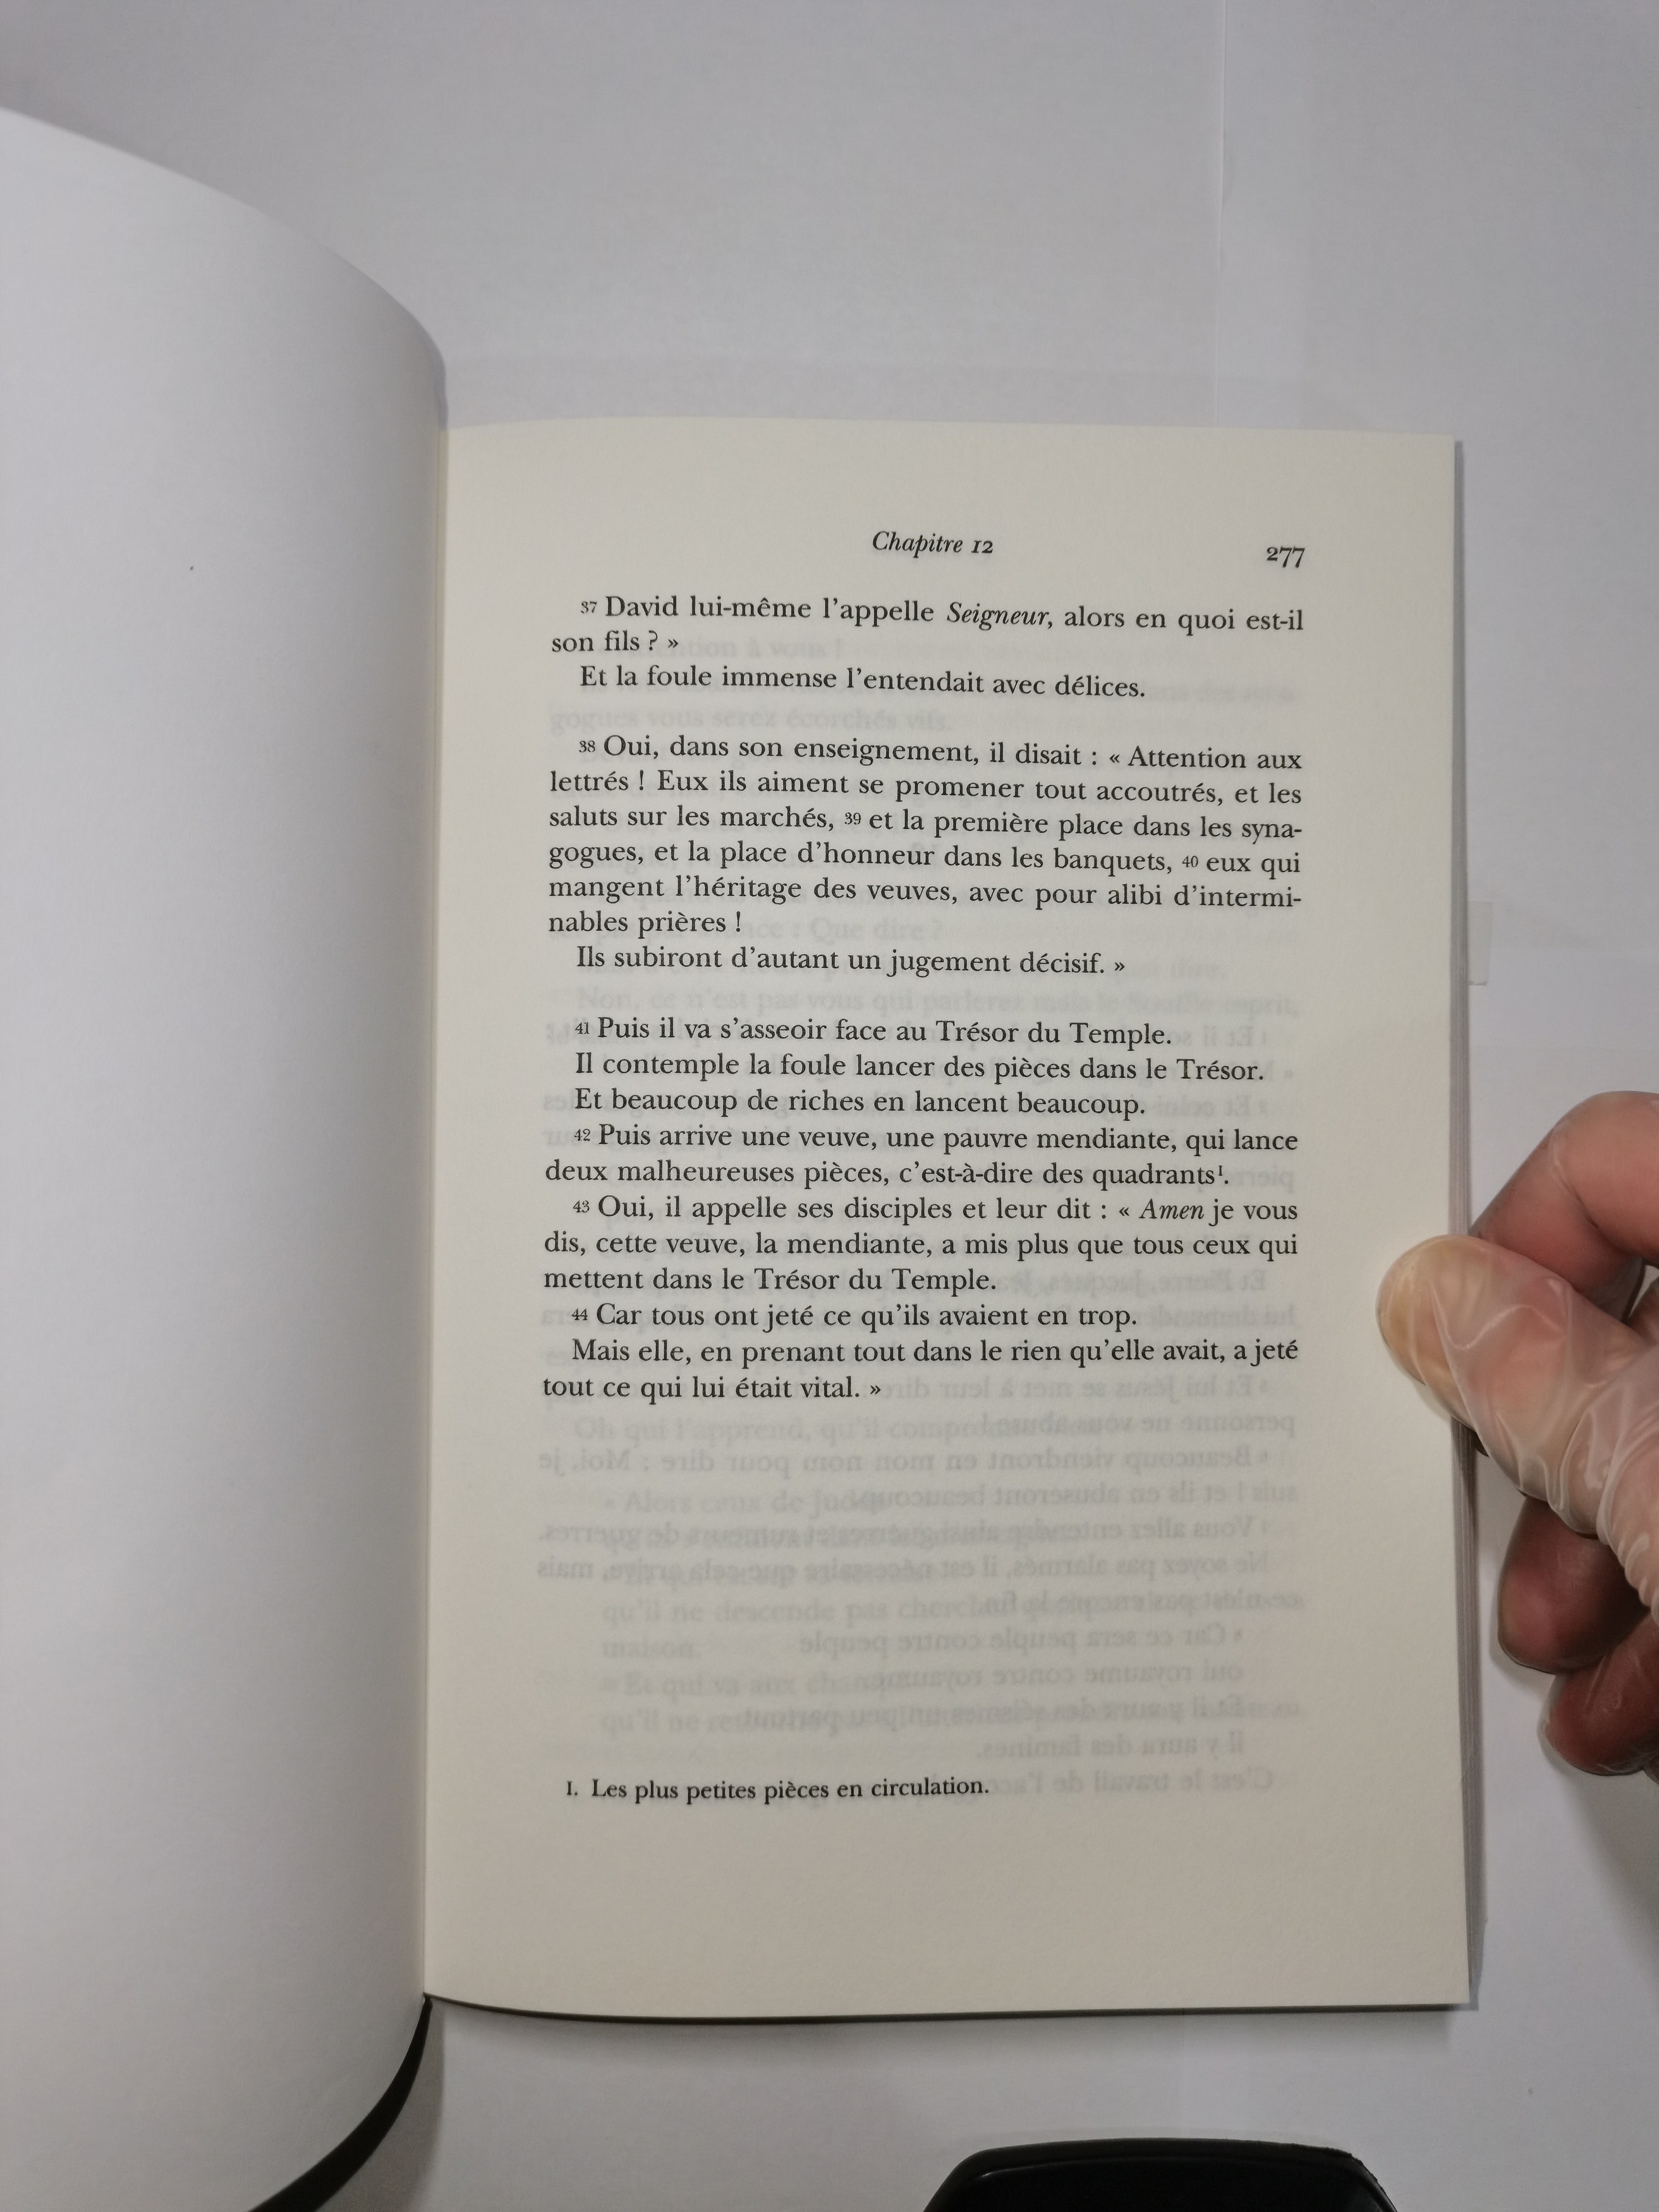 Chapitre 12 277
37 David lui-même l'appelle Seigneur, alors en quoi est-il
son fils ? »
Et la foule immense l'entendait avec délices.
38 Oui, dans son enseignement, il disait : « Attention aux
lettrés ! Eux ils aiment se promener tout accoutrés, et les
saluts sur les marchés, 39 et la première place dans les syna-
gogues, et la place d'honneur dans les banquets, 40 eux qui
mangent l'héritage des veuves, avec pour alibi d'intermi-
nables prières !
Ils subiront d'autant un jugement décisif. »
41 Puis il va s'asseoir face au Trésor du Temple.
Il contemple la foule lancer des pièces dans le Trésor.
Et beaucoup de riches en lancent beaucoup.
42 Puis arrive une veuve, une pauvre mendiante, qui lance
deux malheureuses pièces, c'est-à-dire des quadrants¹.
43 Oui, il appelle ses disciples et leur dit : « Amen je vous
dis, cette veuve, la mendiante, a mis plus que tous ceux qui
mettent dans le Trésor du Temple.
44 Car tous ont jeté ce qu'ils avaient en trop.
Mais elle, en prenant tout dans le rien qu'elle avait, a jeté
tout ce qui lui était vital. »
1. Les plus petites pièces en circulation.